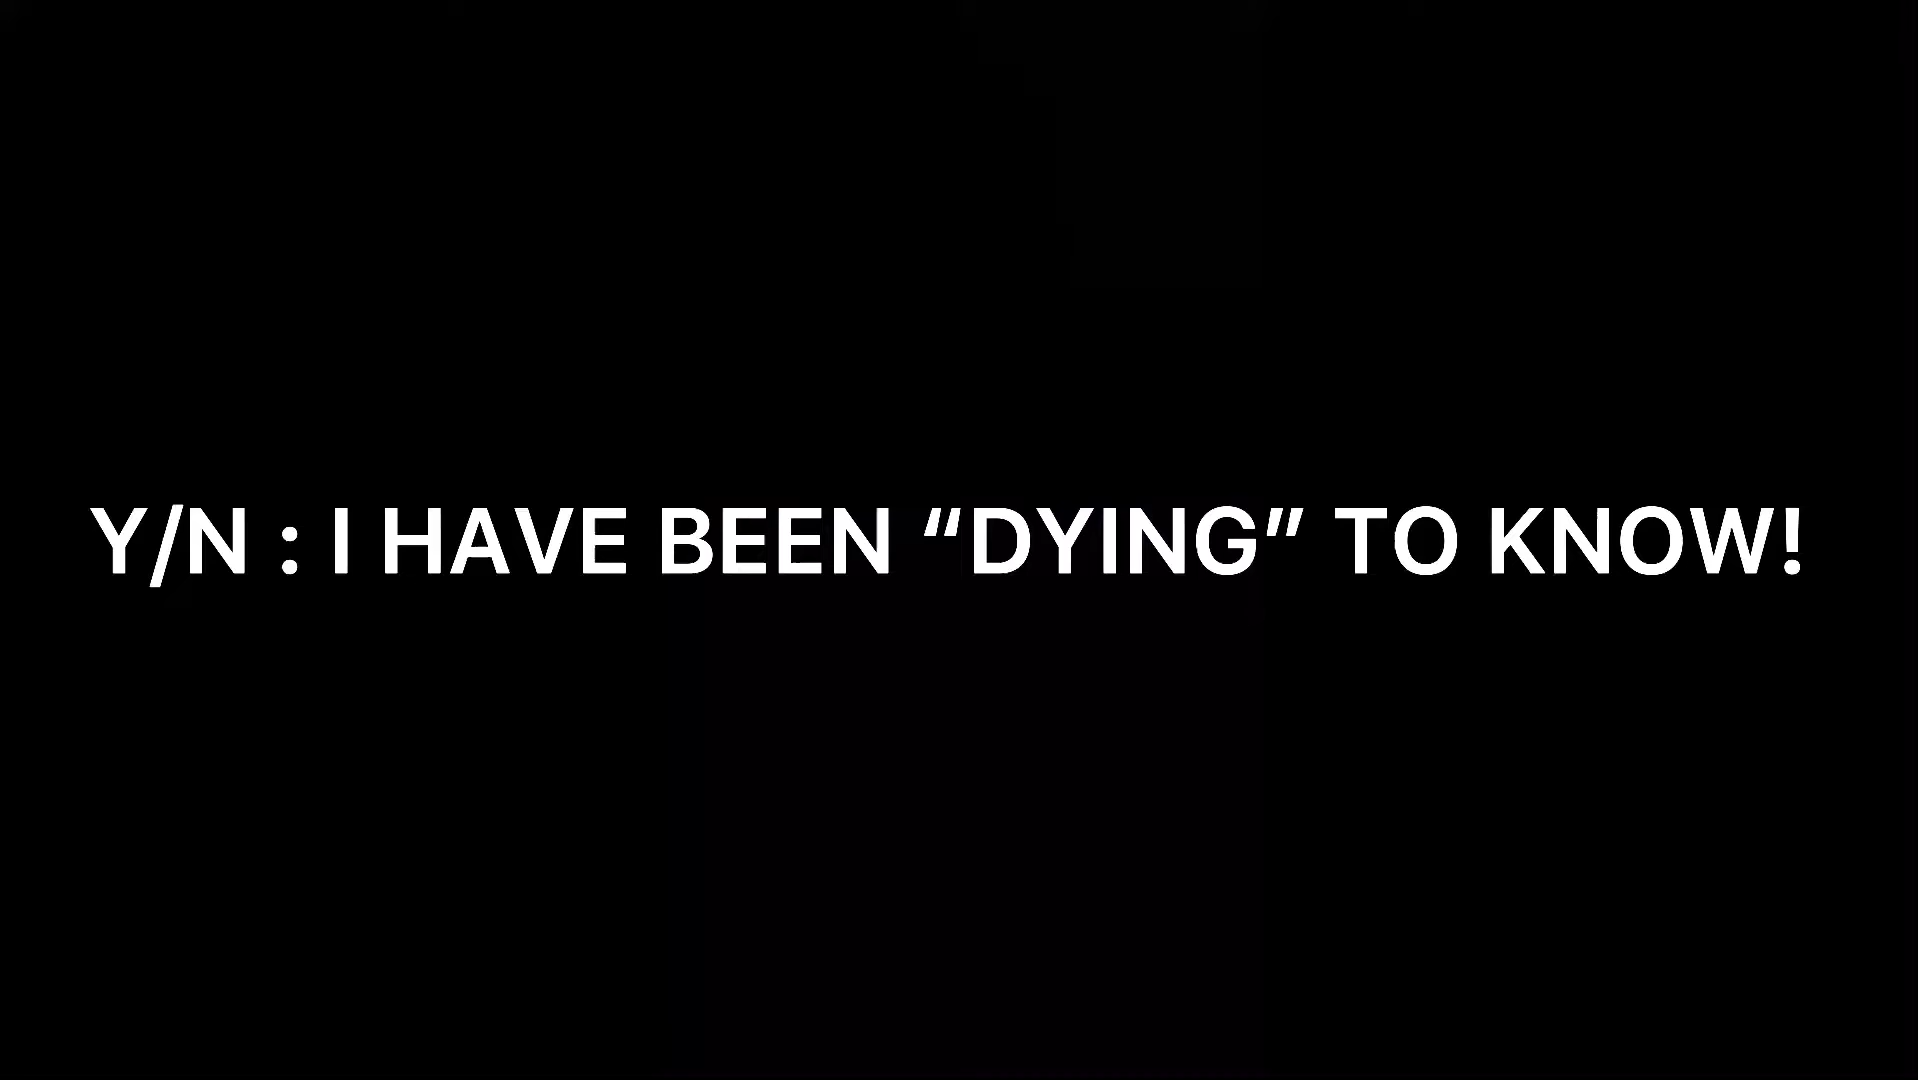 Y/N : I HAVE BEEN “DYING” TO KNOW!